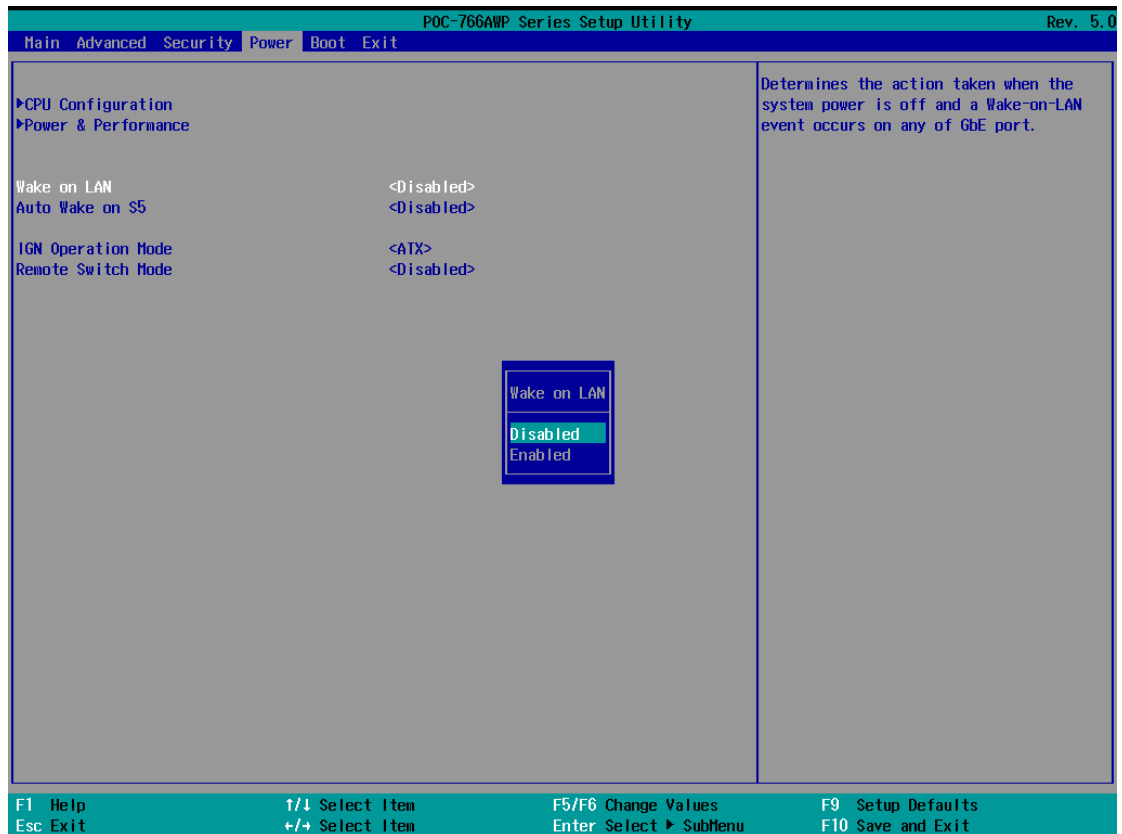 POC-766AWP Series Setup Utility Rev. 5.0
Main Advanced Security Power Boot Exit
▶CPU Configuration
▶Power & Performance
Wake on LAN <Disabled>
Auto Wake on S5 <Disabled>
IGN Operation Mode <ATX>
Remote Switch Mode <Disabled>
Determines the action taken when the
system power is off and a Wake-on-LAN
event occurs on any of GbE port.
Wake on LAN
Disabled
Enabled
F1 Help ↑/↓ Select Item F5/F6 Change Values F9 Setup Defaults
Esc Exit ←/→ Select Item Enter Select ▶ SubMenu F10 Save and Exit